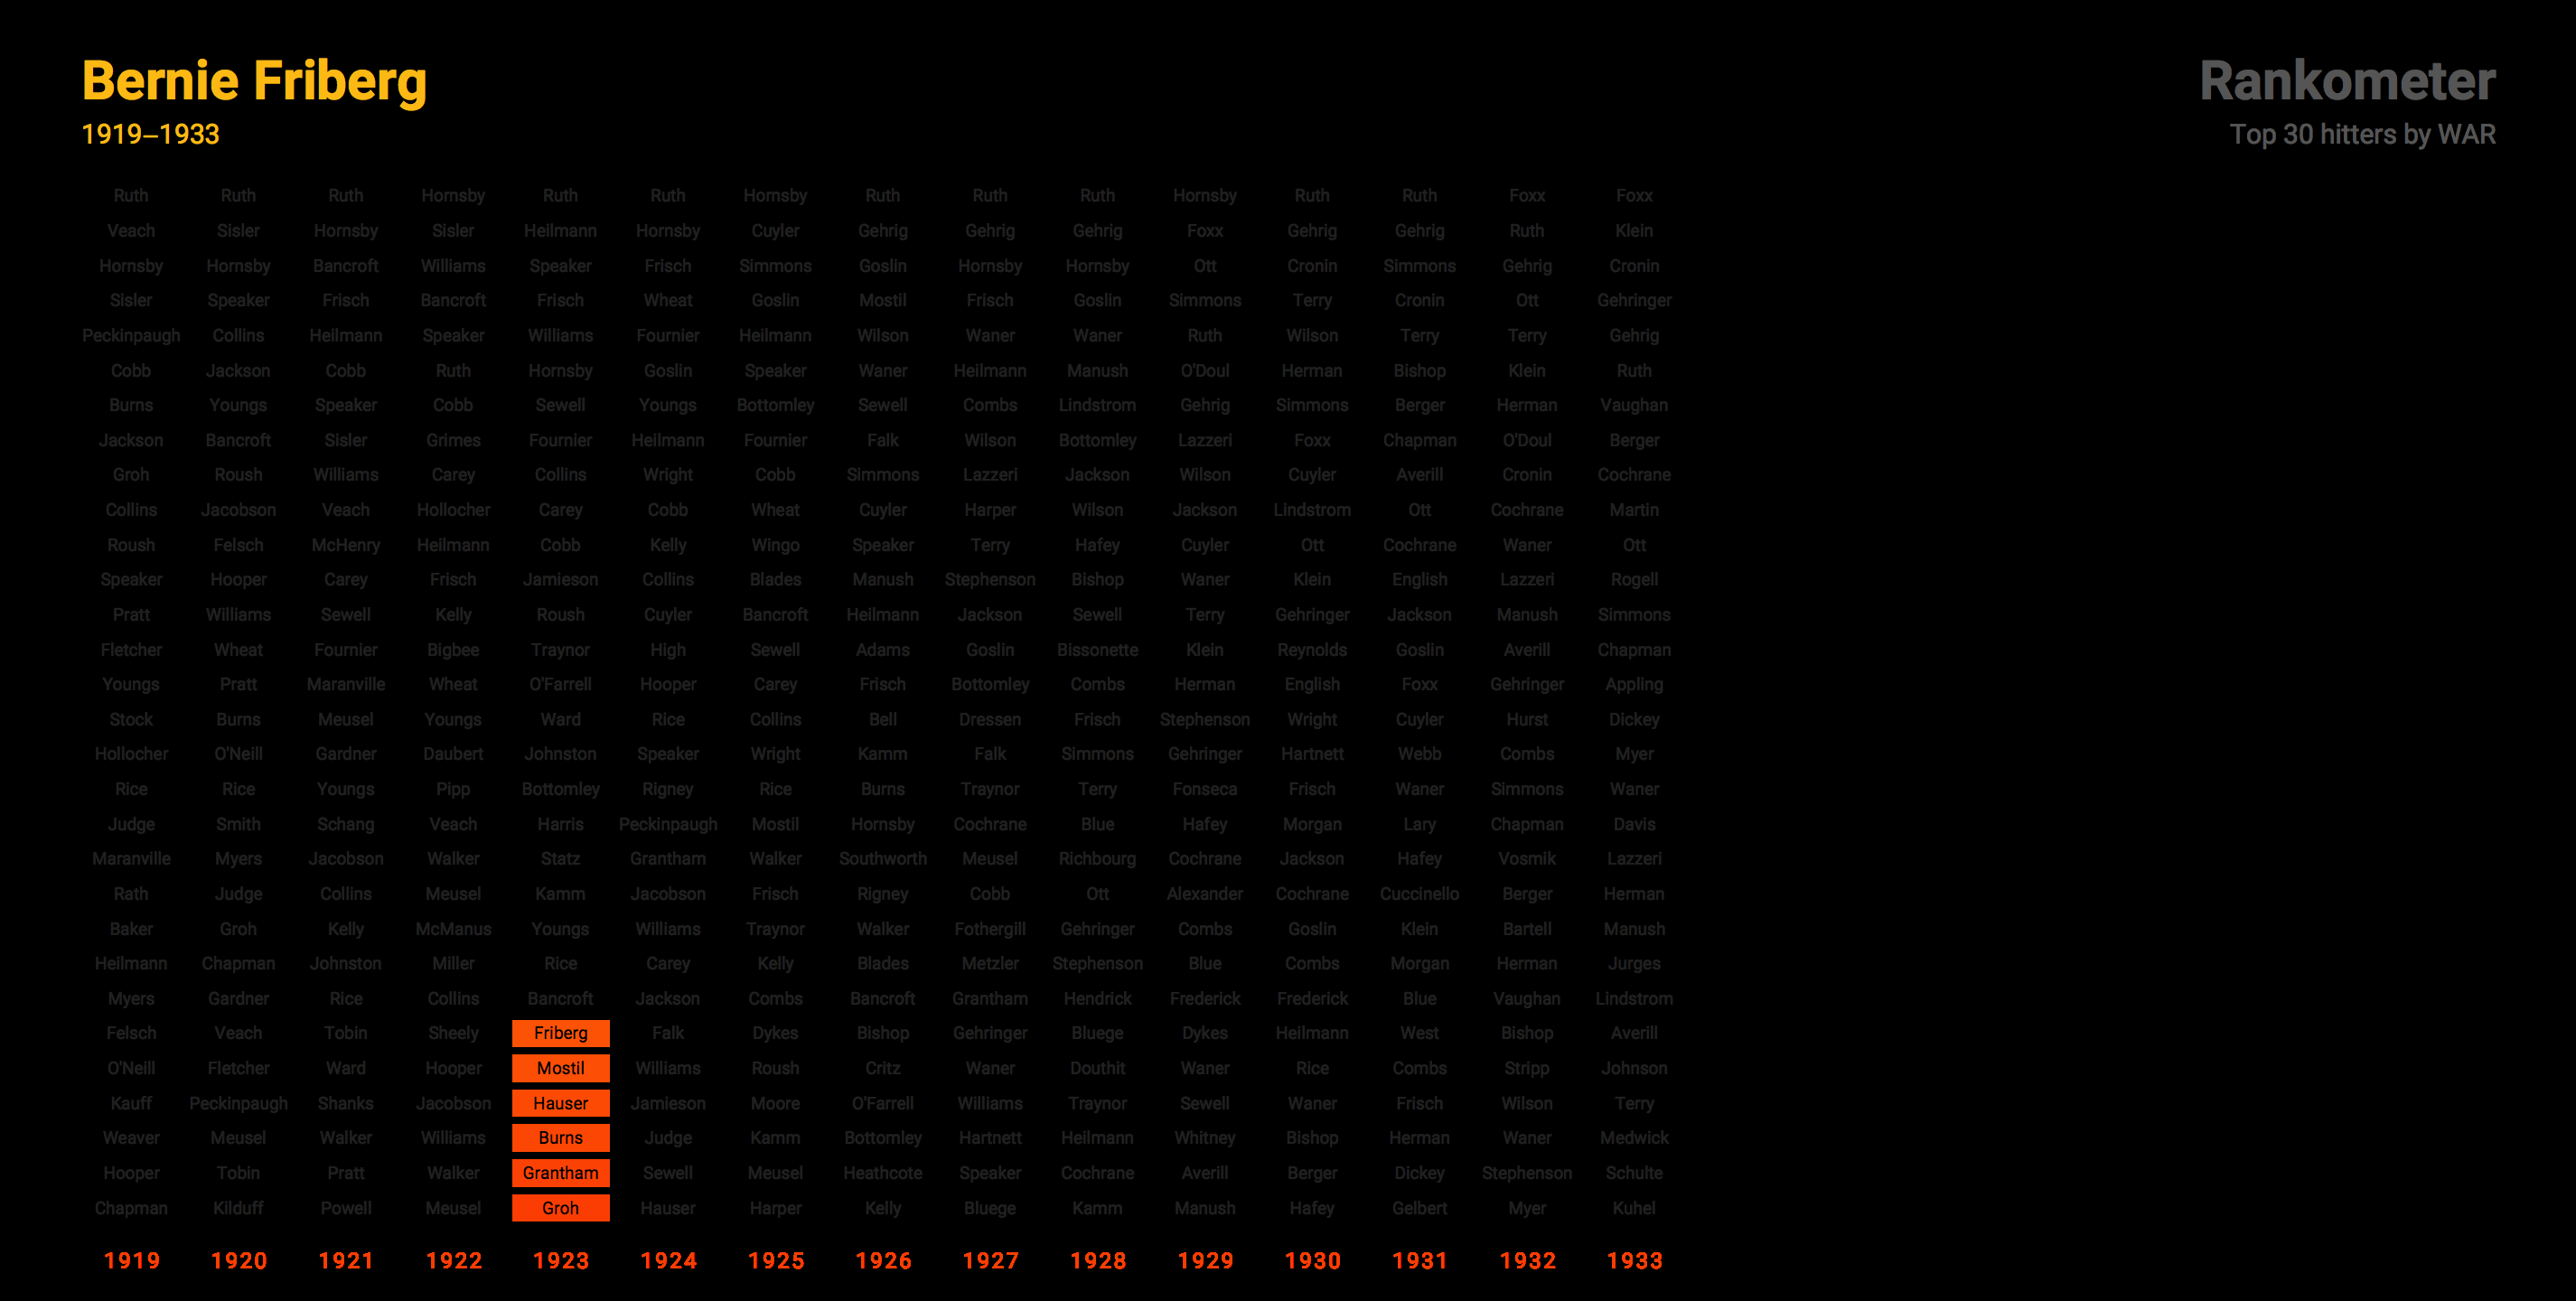 Bernie Friberg
1919–1933
Rankometer
Top 30 hitters by WAR
Ruth Ruth Ruth Hornsby Ruth Ruth Hornsby Ruth Ruth Ruth Hornsby Ruth Ruth Foxx Foxx
Veach Sisler Hornsby Sisler Heilmann Hornsby Cuyler Gehrig Gehrig Gehrig Foxx Gehrig Gehrig Ruth Klein
Hornsby Hornsby Bancroft Williams Speaker Frisch Simmons Goslin Hornsby Hornsby Ott Cronin Simmons Gehrig Cronin
Sisler Speaker Frisch Bancroft Frisch Wheat Goslin Mostil Frisch Goslin Simmons Terry Cronin Ott Gehringer
Peckinpaugh Collins Heilmann Speaker Williams Fournier Heilmann Wilson Waner Waner Ruth Wilson Terry Terry Gehrig
Cobb Jackson Cobb Ruth Hornsby Goslin Speaker Waner Heilmann Manush O'Doul Herman Bishop Klein Ruth
Burns Youngs Speaker Cobb Sewell Youngs Bottomley Sewell Combs Lindstrom Gehrig Simmons Berger Herman Vaughan
Jackson Bancroft Sisler Grimes Fournier Heilmann Fournier Falk Wilson Bottomley Lazzeri Foxx Chapman O'Doul Berger
Groh Roush Williams Carey Collins Wright Cobb Simmons Lazzeri Jackson Wilson Cuyler Averill Cronin Cochrane
Collins Jacobson Veach Hollocher Carey Cobb Wheat Cuyler Harper Wilson Jackson Lindstrom Ott Cochrane Martin
Roush Felsch McHenry Heilmann Cobb Kelly Wingo Speaker Terry Hafey Cuyler Ott Cochrane Waner Ott
Speaker Hooper Carey Frisch Jamieson Collins Blades Manush Stephenson Bishop Waner Klein English Lazzeri Rogell
Pratt Williams Sewell Kelly Roush Cuyler Bancroft Heilmann Jackson Sewell Terry Gehringer Jackson Manush Simmons
Fletcher Wheat Fournier Bigbee Traynor High Sewell Adams Goslin Bissonette Klein Reynolds Goslin Averill Chapman
Youngs Pratt Maranville Wheat O'Farrell Hooper Carey Frisch Bottomley Combs Herman English Foxx Gehringer Appling
Stock Burns Meusel Youngs Ward Rice Collins Bell Dressen Frisch Stephenson Wright Cuyler Hurst Dickey
Hollocher O'Neill Gardner Daubert Johnston Speaker Wright Kamm Falk Simmons Gehringer Hartnett Webb Combs Myer
Rice Rice Youngs Pipp Bottomley Rigney Rice Burns Traynor Terry Fonseca Frisch Waner Simmons Waner
Judge Smith Schang Veach Harris Peckinpaugh Mostil Hornsby Cochrane Blue Hafey Morgan Lary Chapman Davis
Maranville Myers Jacobson Walker Statz Grantham Walker Southworth Meusel Richbourg Cochrane Jackson Hafey Vosmik Lazzeri
Rath Judge Collins Meusel Kamm Jacobson Frisch Rigney Cobb Ott Alexander Cochrane Cuccinello Berger Herman
Baker Groh Kelly McManus Youngs Williams Traynor Walker Fothergill Gehringer Combs Goslin Klein Bartell Manush
Heilmann Chapman Johnston Miller Rice Carey Kelly Blades Metzler Stephenson Blue Combs Morgan Herman Jurges
Myers Gardner Rice Collins Bancroft Jackson Combs Bancroft Grantham Hendrick Frederick Frederick Blue Vaughan Lindstrom
Felsch Veach Tobin Sheely Friberg Falk Dykes Bishop Gehringer Bluege Dykes Heilmann West Bishop Averill
O'Neill Fletcher Ward Hooper Mostil Williams Roush Critz Waner Douthit Waner Rice Combs Stripp Johnson
Kauff Peckinpaugh Shanks Jacobson Hauser Jamieson Moore O'Farrell Williams Traynor Sewell Waner Frisch Wilson Terry
Weaver Meusel Walker Williams Burns Judge Kamm Bottomley Hartnett Heilmann Whitney Bishop Herman Waner Medwick
Hooper Tobin Pratt Walker Grantham Sewell Meusel Heathcote Speaker Cochrane Averill Berger Dickey Stephenson Schulte
Chapman Kilduff Powell Meusel Groh Hauser Harper Kelly Bluege Kamm Manush Hafey Gelbert Myer Kuhel
1919 1920 1921 1922 1923 1924 1925 1926 1927 1928 1929 1930 1931 1932 1933